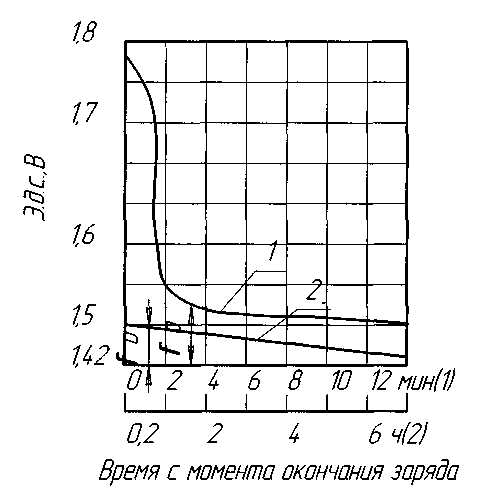 1,8
1,7
1,6
1,5
1,42
Э.д.с., В
1
2
0 2 4 6 8 10 12 мин(1)
0,2 2 4 6 ч(2)
Время с момента окончания заряда